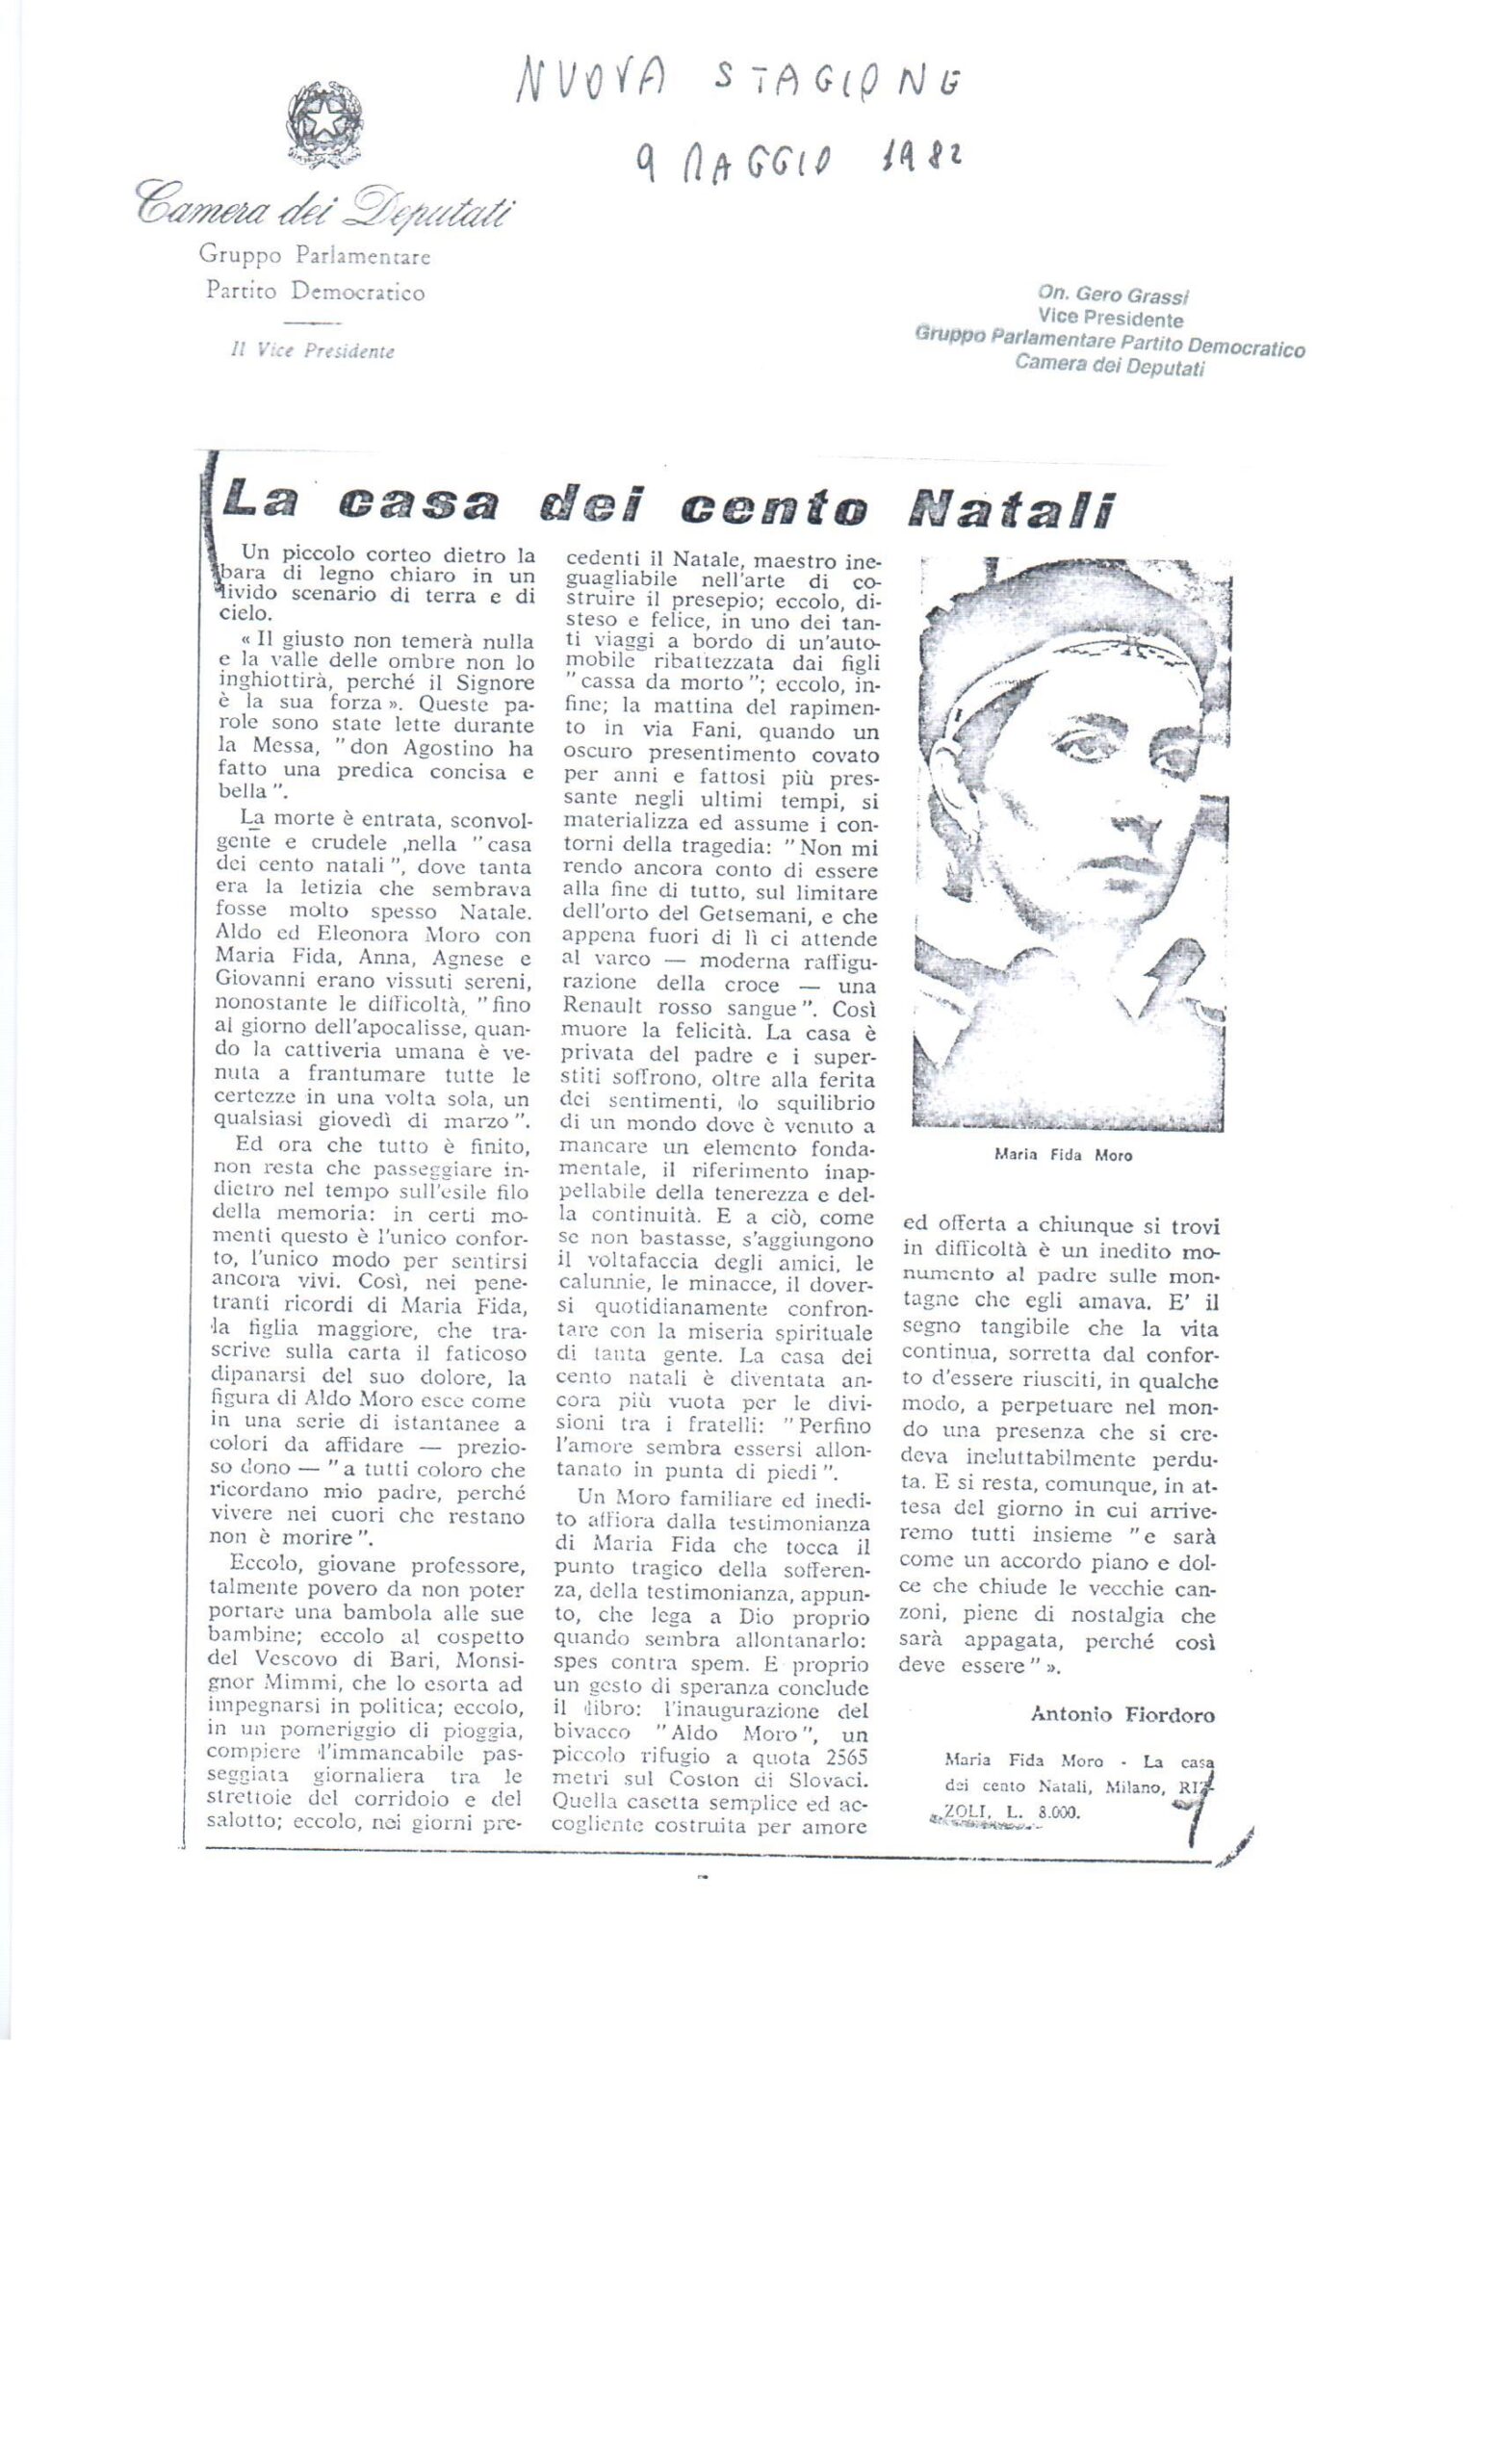 NUOVA STAGIONE
9 MAGGIO 1982
Camera dei Deputati
Gruppo Parlamentare
Partito Democratico
Il Vice Presidente
On. Gero Grassi
Vice Presidente
Gruppo Parlamentare Partito Democratico
Camera dei Deputati
La casa dei cento Natali
Un piccolo corteo dietro la
bara di legno chiaro in un
livido scenario di terra e di
cielo.
« Il giusto non temerà nulla
e la valle delle ombre non lo
inghiottirà, perché il Signore
è la sua forza ». Queste pa-
role sono state lette durante
la Messa, "don Agostino ha
fatto una predica concisa e
bella".
La morte è entrata, sconvol-
gente e crudele ,nella "casa
dei cento natali", dove tanta
era la letizia che sembrava
fosse molto spesso Natale.
Aldo ed Eleonora Moro con
Maria Fida, Anna, Agnese e
Giovanni erano vissuti sereni,
nonostante le difficoltà, "fino
al giorno dell'apocalisse, quan-
do la cattiveria umana è ve-
nuta a frantumare tutte le
certezze in una volta sola, un
qualsiasi giovedì di marzo".
Ed ora che tutto è finito,
non resta che passeggiare in-
dietro nel tempo sull'esile filo
della memoria: in certi mo-
menti questo è l'unico confor-
to, l'unico modo per sentirsi
ancora vivi. Così, nei pene-
tranti ricordi di Maria Fida,
la figlia maggiore, che tra-
scrive sulla carta il faticoso
dipanarsi del suo dolore, la
figura di Aldo Moro esce come
in una serie di istantanee a
colori da affidare — prezio-
so dono — "a tutti coloro che
ricordano mio padre, perché
vivere nei cuori che restano
non è morire".
Eccolo, giovane professore,
talmente povero da non poter
portare una bambola alle sue
bambine; eccolo al cospetto
del Vescovo di Bari, Monsi-
gnor Mimmi, che lo esorta ad
impegnarsi in politica; eccolo,
in un pomeriggio di pioggia,
compiere l'immancabile pas-
seggiata giornaliera tra le
strettoie del corridoio e del
salotto; eccolo, nei giorni pre-
cedenti il Natale, maestro ine-
guagliabile nell'arte di co-
struire il presepio; eccolo, di-
steso e felice, in uno dei tan-
ti viaggi a bordo di un'auto-
mobile ribattezzata dai figli
"cassa da morto"; eccolo, in-
fine; la mattina del rapimen-
to in via Fani, quando un
oscuro presentimento covato
per anni e fattosi più pres-
sante negli ultimi tempi, si
materializza ed assume i con-
torni della tragedia: "Non mi
rendo ancora conto di essere
alla fine di tutto, sul limitare
dell'orto del Getsemani, e che
appena fuori di lì ci attende
al varco — moderna raffigu-
razione della croce — una
Renault rosso sangue". Così
muore la felicità. La casa è
privata del padre e i super-
stiti soffrono, oltre alla ferita
dei sentimenti, lo squilibrio
di un mondo dove è venuto a
mancare un elemento fonda-
mentale, il riferimento inap-
pellabile della tenerezza e del-
la continuità. E a ciò, come
se non bastasse, s'aggiungono
il voltafaccia degli amici, le
calunnie, le minacce, il dover-
si quotidianamente confron-
tare con la miseria spirituale
di tanta gente. La casa dei
cento natali è diventata an-
cora più vuota per le divi-
sioni tra i fratelli: "Perfino
l'amore sembra essersi allon-
tanato in punta di piedi".
Un Moro familiare ed inedi-
to affiora dalla testimonianza
di Maria Fida che tocca il
punto tragico della sofferen-
za, della testimonianza, appun-
to, che lega a Dio proprio
quando sembra allontanarlo:
spes contra spem. E proprio
un gesto di speranza conclude
il libro: l'inaugurazione del
bivacco "Aldo Moro", un
piccolo rifugio a quota 2565
metri sul Coston di Slovaci.
Quella casetta semplice ed ac-
cogliente costruita per amore
Maria Fida Moro
ed offerta a chiunque si trovi
in difficoltà è un inedito mo-
numento al padre sulle mon-
tagne che egli amava. E' il
segno tangibile che la vita
continua, sorretta dal confor-
to d'essere riusciti, in qualche
modo, a perpetuare nel mon-
do una presenza che si cre-
deva ineluttabilmente perdu-
ta. E si resta, comunque, in at-
tesa del giorno in cui arrive-
remo tutti insieme "e sarà
come un accordo piano e dol-
ce che chiude le vecchie can-
zoni, piene di nostalgia che
sarà appagata, perché così
deve essere" ».
Antonio Fiordoro
Maria Fida Moro - La casa
dei cento Natali, Milano, RIZ-
ZOLI, L. 8.000.